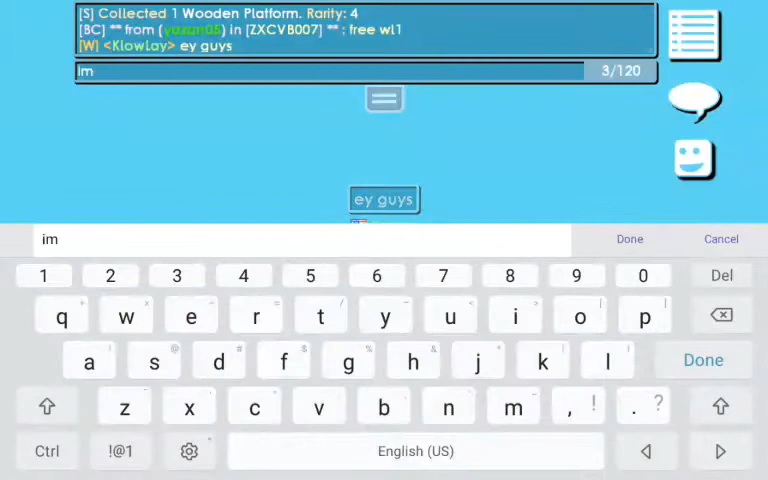 [S] Collected 1 Wooden Platform. Rarity: 4
[BC] ** from (yazan05) in [ZXCVB007] ** : free wl1
[W] <KlowLay> ey guys
im 3/120
ey guys
im Done Cancel
1 2 3 4 5 6 7 8 9 0 Del
q w e r t y u i o p
a s d f g h j k l Done
z x c v b n m , ! . ?
Ctrl !@1 English (US)